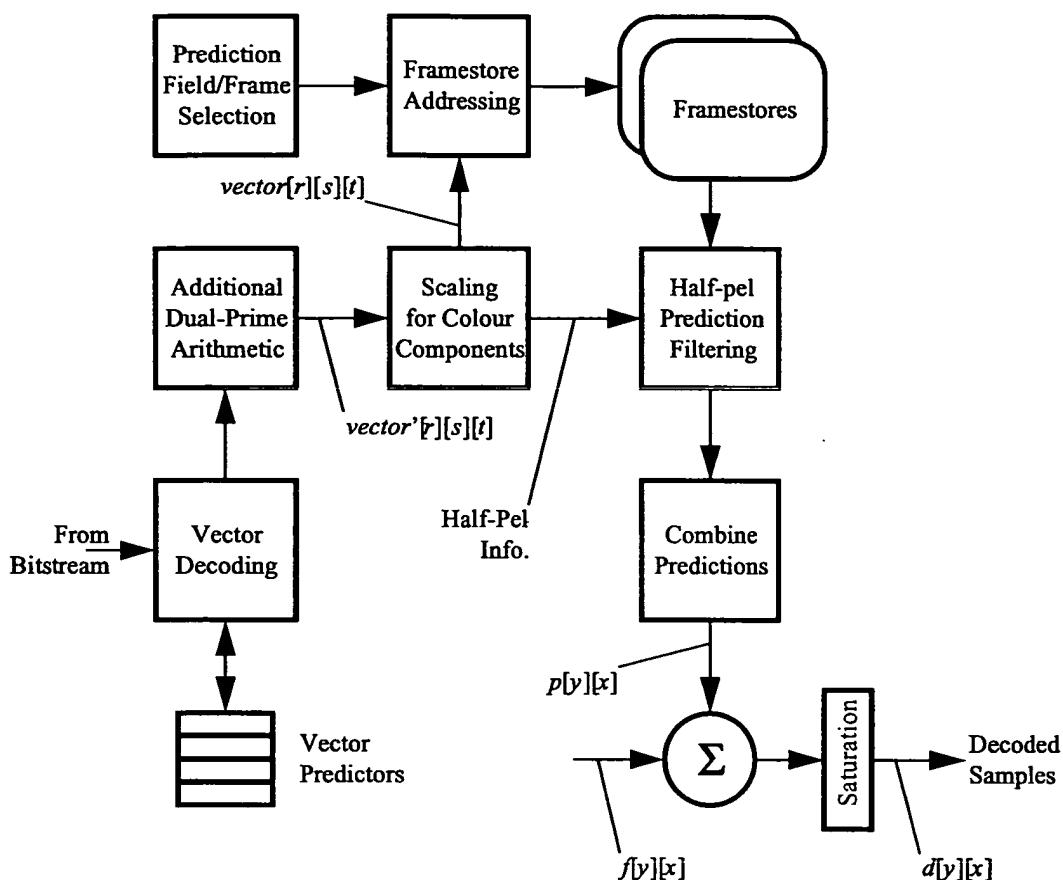 Prediction
Field/Frame
Selection
Framestore
Addressing
Framestores
vector[r][s][t]
Additional
Dual-Prime
Arithmetic
Scaling
for Colour
Components
Half-pel
Prediction
Filtering
vector'[r][s][t]
Half-Pel
Info.
From
Bitstream
Vector
Decoding
Combine
Predictions
p[y][x]
Vector
Predictors
Σ
Saturation
Decoded
Samples
f[y][x]
d[y][x]